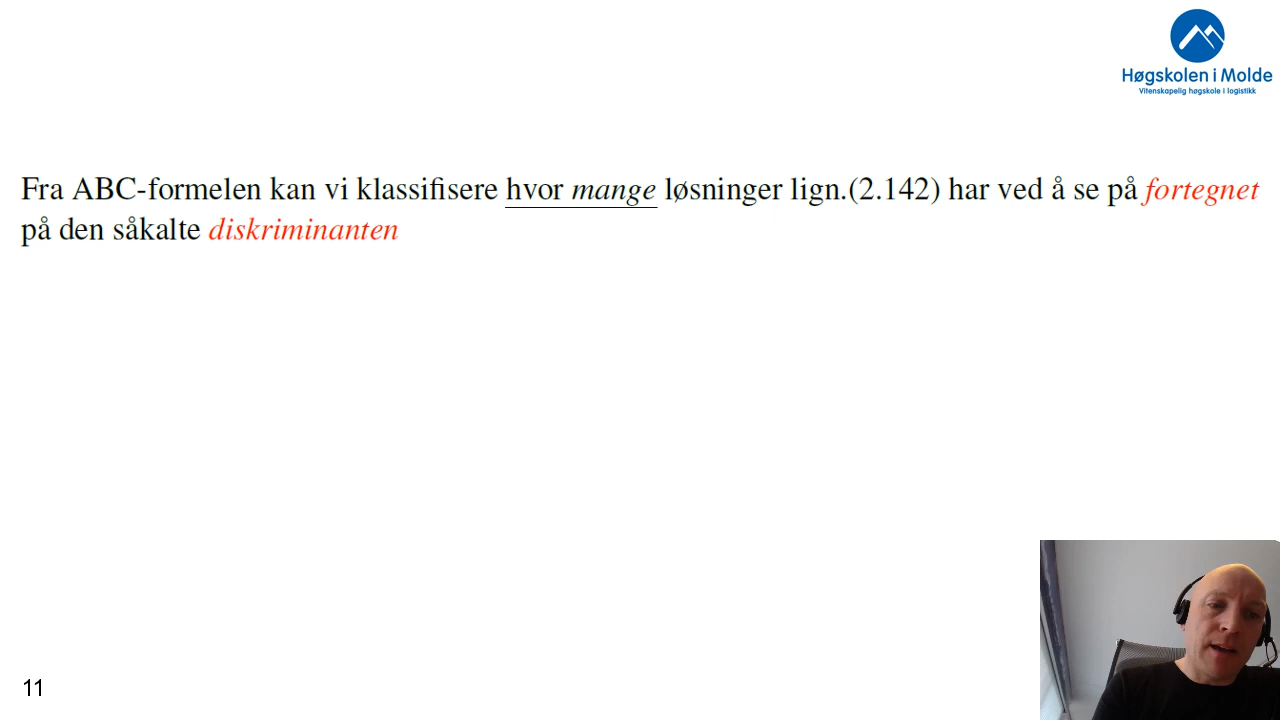 Høgskolen i Molde
Vitenskapelig høgskole i logistikk
Fra ABC-formelen kan vi klassifisere hvor mange løsninger lign.(2.142) har ved å se på fortegnet
på den såkalte diskriminanten
11